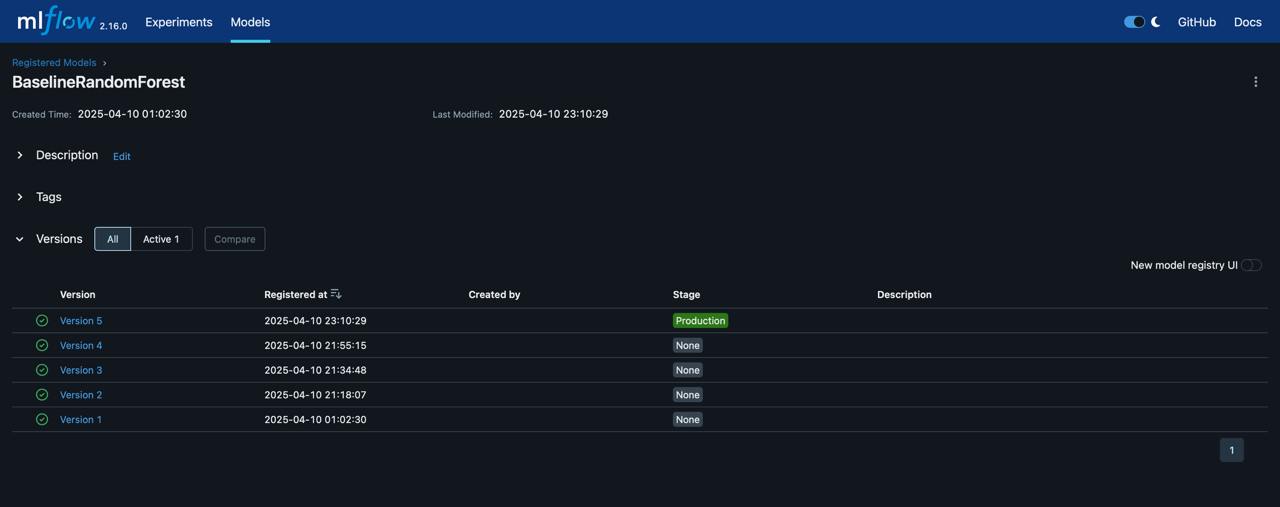 mlflow 2.16.0 Experiments Models GitHub Docs
Registered Models ›
BaselineRandomForest
Created Time: 2025-04-10 01:02:30 Last Modified: 2025-04-10 23:10:29
Description Edit
Tags
Versions All Active 1 Compare
New model registry UI
Version Registered at Created by Stage Description
Version 5 2025-04-10 23:10:29 Production
Version 4 2025-04-10 21:55:15 None
Version 3 2025-04-10 21:34:48 None
Version 2 2025-04-10 21:18:07 None
Version 1 2025-04-10 01:02:30 None
1